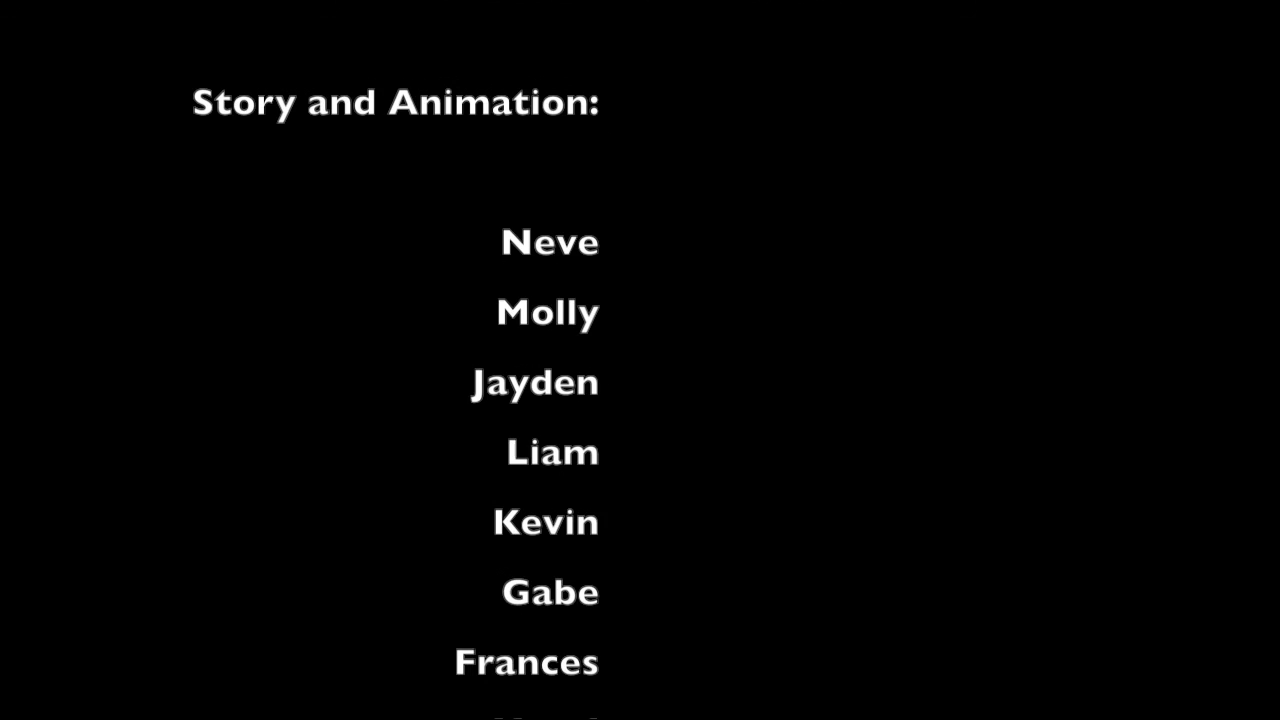 Story and Animation:
Neve
Molly
Jayden
Liam
Kevin
Gabe
Frances